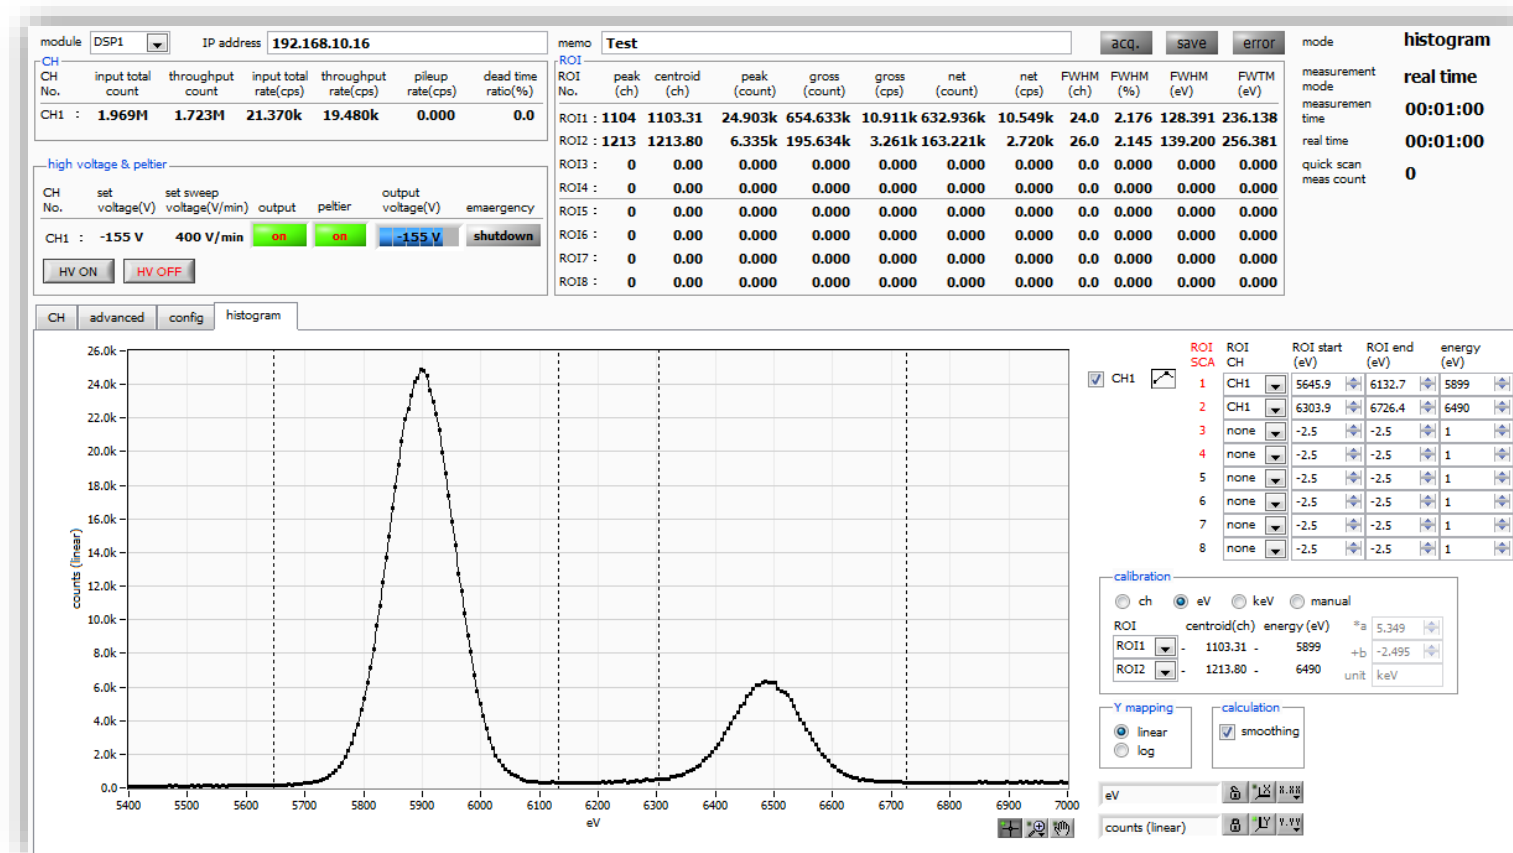 module DSP1 IP address 192.168.10.16 memo Test acq. save error mode histogram
CH
CH No. input total count throughput count input total rate(cps) throughput rate(cps) pileup rate(cps) dead time ratio(%)
CH1 : 1.969M 1.723M 21.370k 19.480k 0.000 0.0
ROI
ROI No. peak (ch) centroid (ch) peak (count) gross (count) gross (cps) net (count) net (cps) FWHM (ch) FWHM (%) FWHM (eV) FWTM (eV)
ROI1 : 1104 1103.31 24.903k 654.633k 10.911k 632.936k 10.549k 24.0 2.176 128.391 236.138
ROI2 : 1213 1213.80 6.335k 195.634k 3.261k 163.221k 2.720k 26.0 2.145 139.200 256.381
ROI3 : 0 0.00 0.000 0.000 0.000 0.000 0.000 0.0 0.000 0.000 0.000
ROI4 : 0 0.00 0.000 0.000 0.000 0.000 0.000 0.0 0.000 0.000 0.000
ROI5 : 0 0.00 0.000 0.000 0.000 0.000 0.000 0.0 0.000 0.000 0.000
ROI6 : 0 0.00 0.000 0.000 0.000 0.000 0.000 0.0 0.000 0.000 0.000
ROI7 : 0 0.00 0.000 0.000 0.000 0.000 0.000 0.0 0.000 0.000 0.000
ROI8 : 0 0.00 0.000 0.000 0.000 0.000 0.000 0.0 0.000 0.000 0.000
measurement mode real time
measuremen time 00:01:00
real time 00:01:00
quick scan meas count 0
high voltage & peltier
CH No. set voltage(V) set sweep voltage(V/min) output peltier output voltage(V) emaergency
CH1 : -155 V 400 V/min on on -155 V shutdown
HV ON HV OFF
CH advanced config histogram
26.0k
24.0k
22.0k
20.0k
18.0k
16.0k
14.0k
12.0k
10.0k
8.0k
6.0k
4.0k
2.0k
0.0
counts (linear)
5400 5500 5600 5700 5800 5900 6000 6100 6200 6300 6400 6500 6600 6700 6800 6900 7000
eV
CH1
ROI SCA ROI CH ROI start (eV) ROI end (eV) energy (eV)
1 CH1 5645.9 6132.7 5899
2 CH1 6303.9 6726.4 6490
3 none -2.5 -2.5 1
4 none -2.5 -2.5 1
5 none -2.5 -2.5 1
6 none -2.5 -2.5 1
7 none -2.5 -2.5 1
8 none -2.5 -2.5 1
calibration
ch eV keV manual
ROI centroid(ch) energy (eV) *a 5.349
ROI1 - 1103.31 - 5899 +b -2.495
ROI2 - 1213.80 - 6490 unit keV
Y mapping calculation
linear smoothing
log
eV X X.XX
counts (linear) Y Y.YY